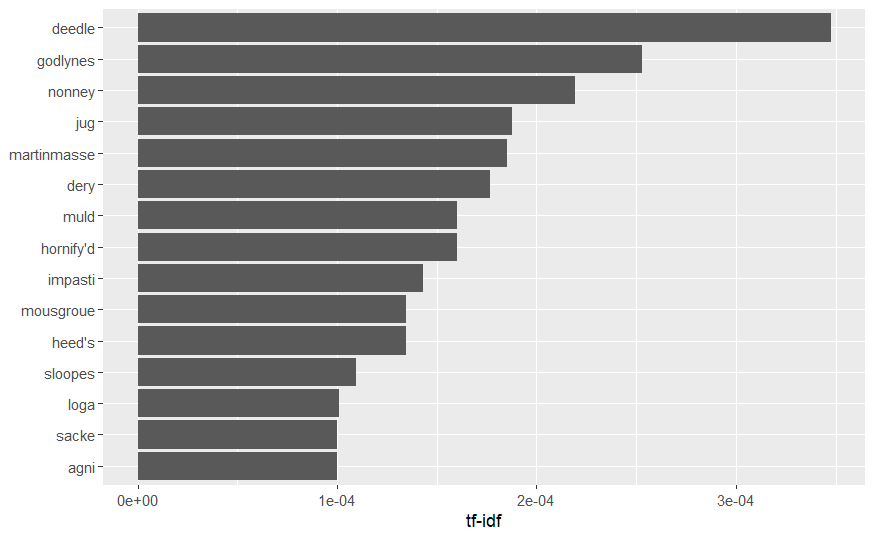 deedle
godlynes
nonney
jug
martinmasse
dery
muld
hornify'd
impasti
mousgroue
heed's
sloopes
loga
sacke
agni
0e+00 1e-04 2e-04 3e-04
tf-idf